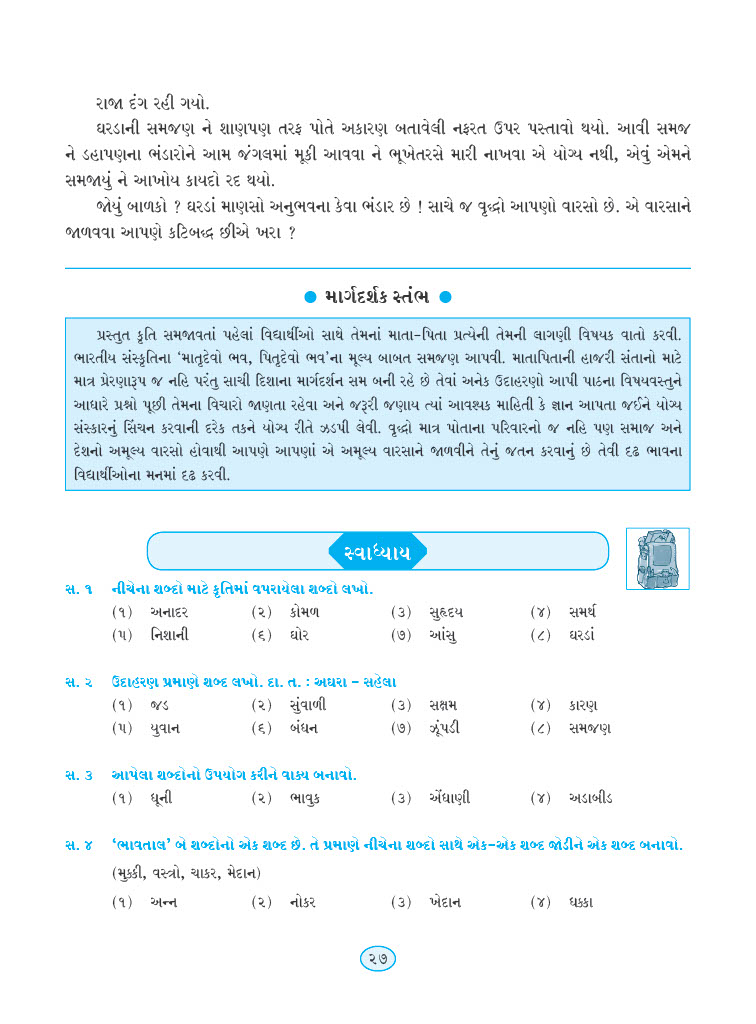 રાજા દંગ રહી ગયો.
ઘરડાની સમજણ ને શાણપણ તરફ પોતે અકારણ બતાવેલી નફરત ઉપર પસ્તાવો થયો. આવી સમજ
ને ડહાપણના ભંડારોને આમ જંગલમાં મૂકી આવવા ને ભૂખેતરસે મારી નાખવા એ યોગ્ય નથી, એવું એમને
સમજાયું ને આખોય કાયદો રદ થયો.
જોયું બાળકો ? ઘરડાં માણસો અનુભવના કેવા ભંડાર છે ! સાચે જ વૃદ્ધો આપણો વારસો છે. એ વારસાને
જાળવવા આપણે કટિબદ્ધ છીએ ખરા ?
● માર્ગદર્શક સ્તંભ ●
પ્રસ્તુત કૃતિ સમજાવતાં પહેલાં વિદ્યાર્થીઓ સાથે તેમનાં માતા-પિતા પ્રત્યેની તેમની લાગણી વિષયક વાતો કરવી.
ભારતીય સંસ્કૃતિના ‘માતૃદેવો ભવ, પિતૃદેવો ભવ’ના મૂલ્ય બાબત સમજણ આપવી. માતાપિતાની હાજરી સંતાનો માટે
માત્ર પ્રેરણારૂપ જ નહિ પરંતુ સાચી દિશાના માર્ગદર્શન સમ બની રહે છે તેવાં અનેક ઉદાહરણો આપી પાઠના વિષયવસ્તુને
આધારે પ્રશ્નો પૂછી તેમના વિચારો જાણતા રહેવા અને જરૂરી જણાય ત્યાં આવશ્યક માહિતી કે જ્ઞાન આપતા જઈને યોગ્ય
સંસ્કારનું સિંચન કરવાની દરેક તકને યોગ્ય રીતે ઝડપી લેવી. વૃદ્ધો માત્ર પોતાના પરિવારનો જ નહિ પણ સમાજ અને
દેશનો અમૂલ્ય વારસો હોવાથી આપણે આપણાં એ અમૂલ્ય વારસાને જાળવીને તેનું જતન કરવાનું છે તેવી દૃઢ ભાવના
વિદ્યાર્થીઓના મનમાં દૃઢ કરવી.
સ્વાધ્યાય
સ. ૧ નીચેના શબ્દો માટે કૃતિમાં વપરાયેલા શબ્દો લખો.
(૧) અનાદર (૨) કોમળ (૩) સુહૃદય (૪) સમર્થ
(૫) નિશાની (૬) ઘોર (૭) આંસુ (૮) ઘરડાં
સ. ૨ ઉદાહરણ પ્રમાણે શબ્દ લખો. દા. ત. : અઘરા - સહેલા
(૧) જડ (૨) સુંવાળી (૩) સક્ષમ (૪) કારણ
(૫) યુવાન (૬) બંધન (૭) ઝૂંપડી (૮) સમજણ
સ. ૩ આપેલા શબ્દોનો ઉપયોગ કરીને વાક્ય બનાવો.
(૧) ધૂની (૨) ભાવુક (૩) એંધાણી (૪) અડાબીડ
સ. ૪ ‘ભાવતાલ’ બે શબ્દોનો એક શબ્દ છે. તે પ્રમાણે નીચેના શબ્દો સાથે એક-એક શબ્દ જોડીને એક શબ્દ બનાવો.
(મુક્કી, વસ્ત્રો, ચાકર, મેદાન)
(૧) અન્ન (૨) નોકર (૩) ખેદાન (૪) ધક્કા
૨૭